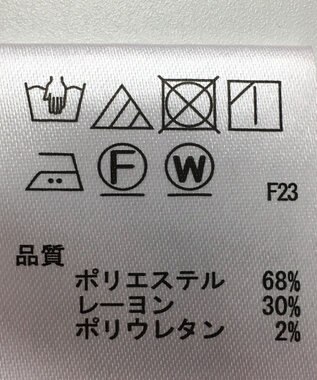 F W
F23
品質
ポリエステル 68%
レーヨン 30%
ポリウレタン 2%